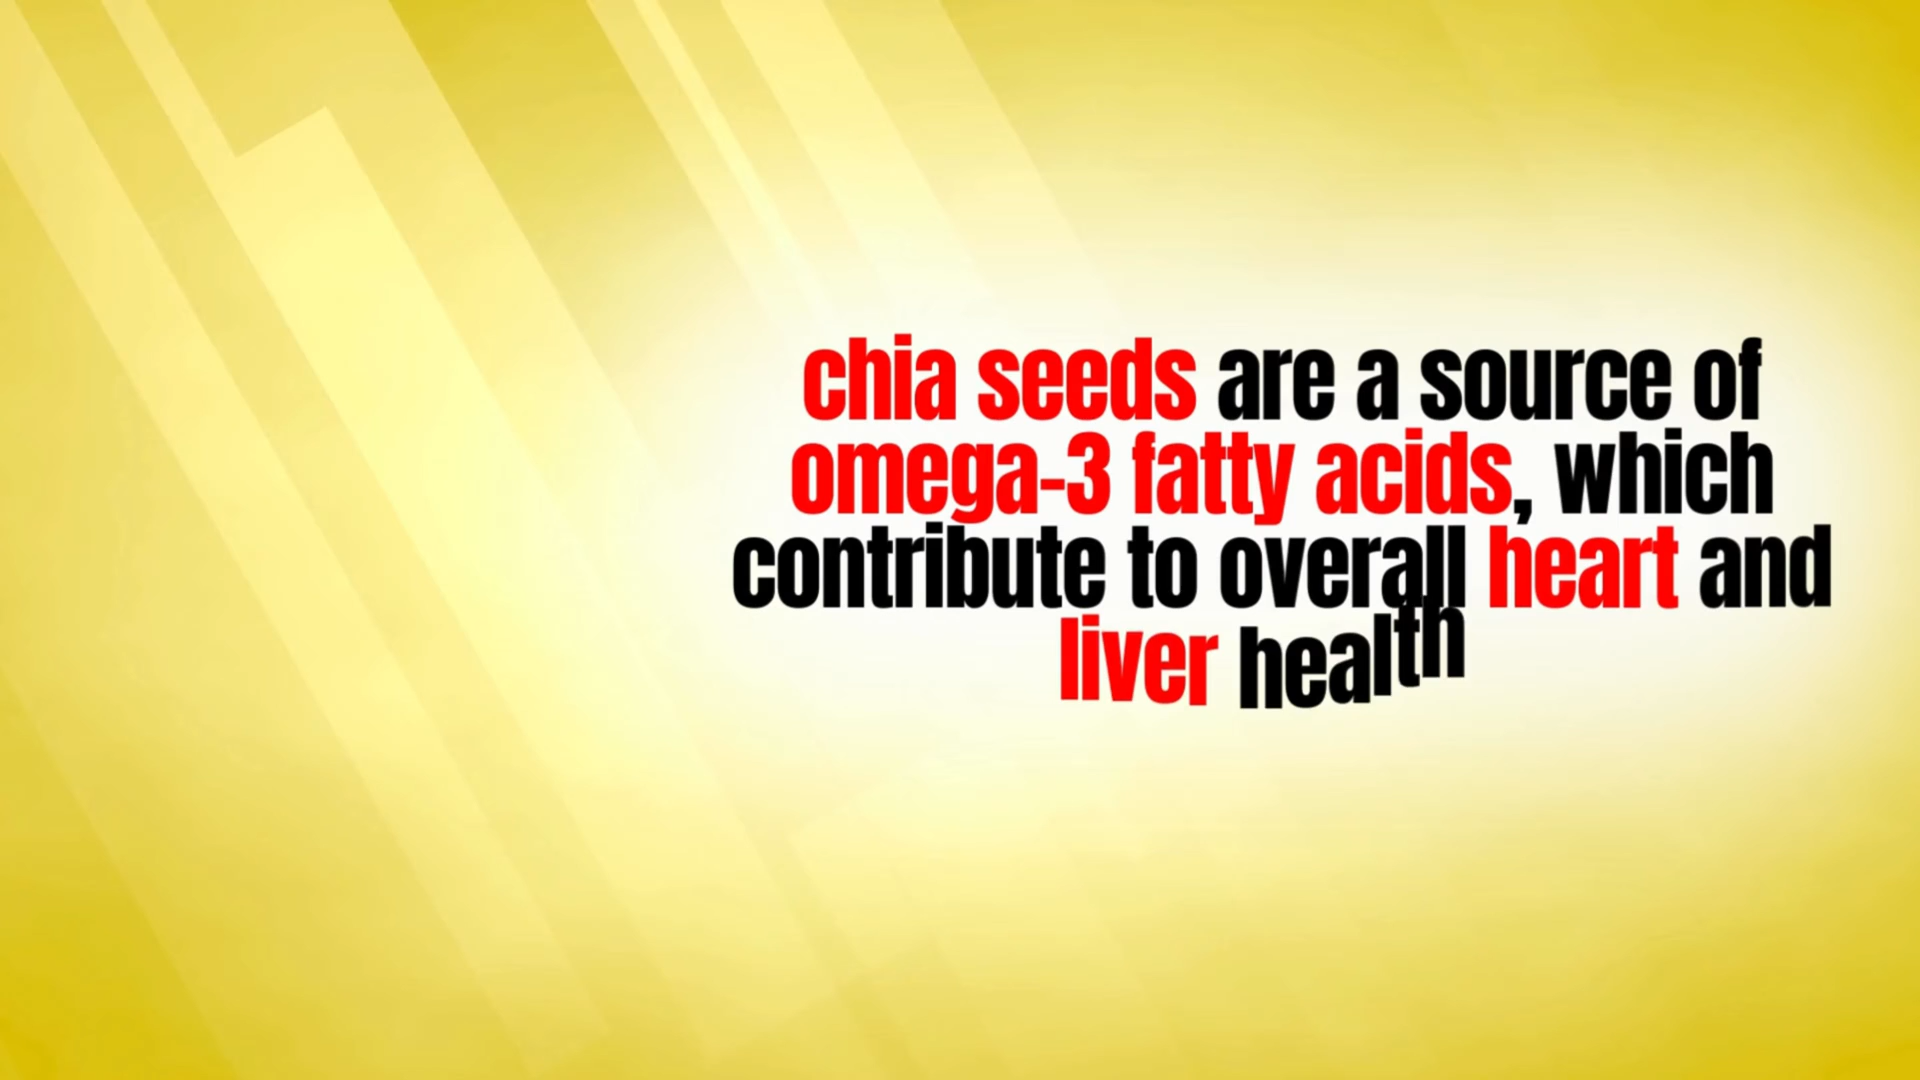 chia seeds are a source of
omega-3 fatty acids, which
contribute to overall heart and
liver health